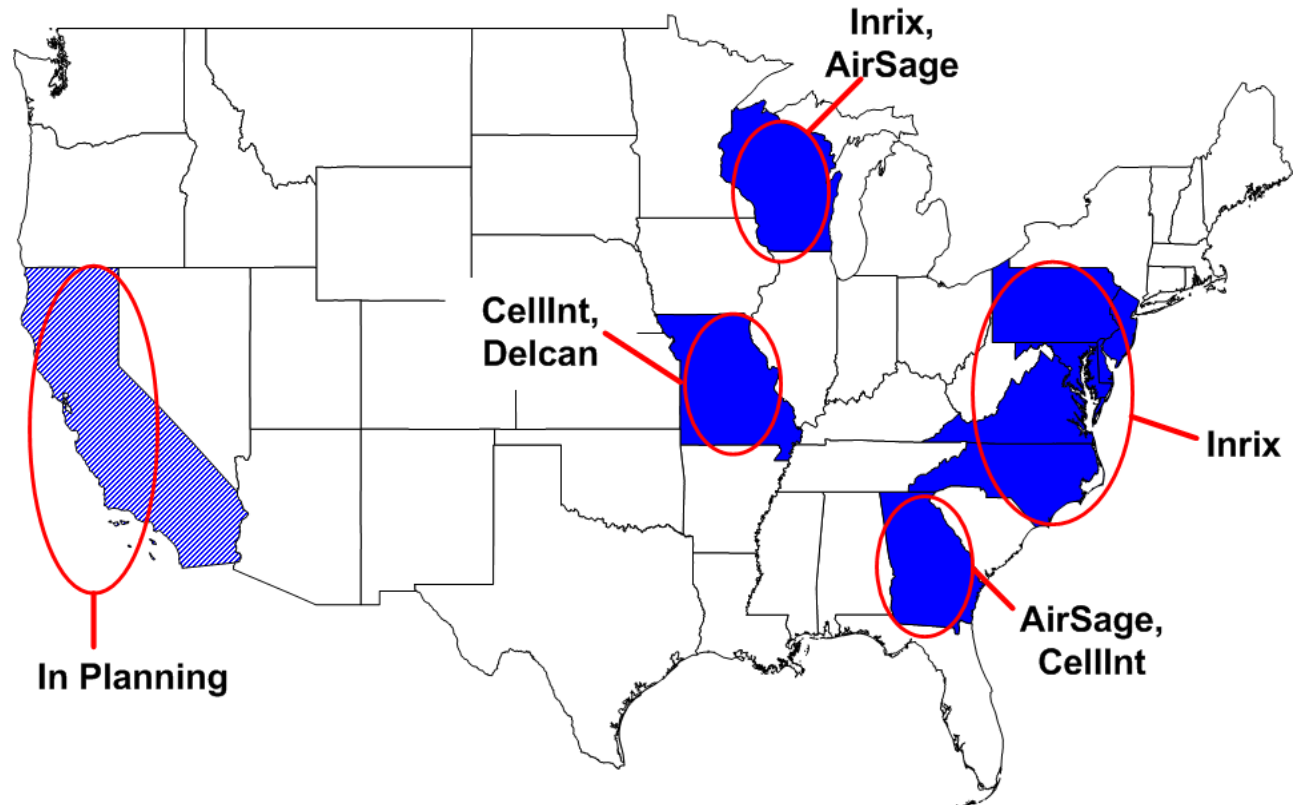 Inrix,
AirSage
CellInt,
Delcan
Inrix
AirSage,
CellInt
In Planning